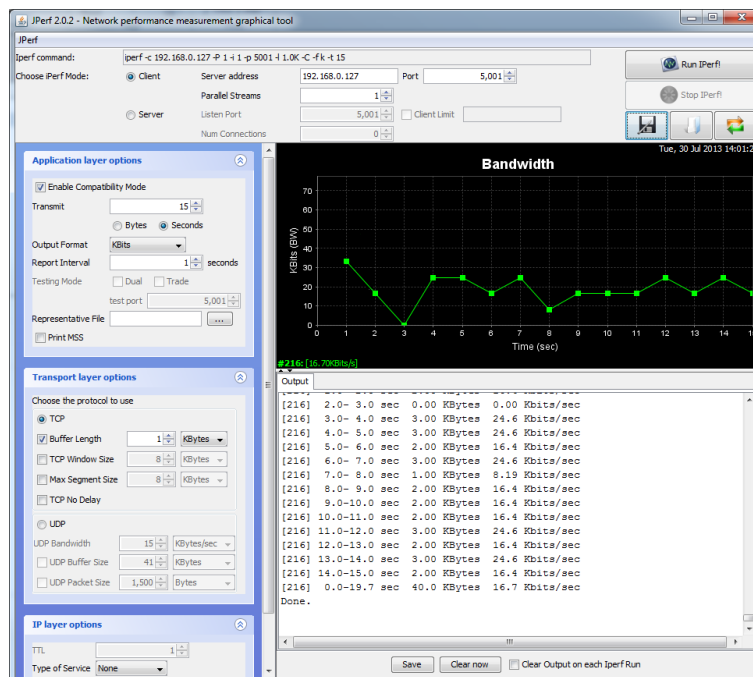 JPerf 2.0.2 - Network performance measurement graphical tool
JPerf
Iperf command:
iperf -c 192.168.0.127 -P 1 -i 1 -p 5001 -l 1.0K -C -f k -t 15
Choose iPerf Mode:
Client
Server address
192.168.0.127
Port
5,001
Parallel Streams
1
Server
Listen Port
5,001
Client Limit
Num Connections
0
Run IPerf!
Stop IPerf!
Application layer options
Enable Compatibility Mode
Transmit
15
Bytes
Seconds
Output Format
KBits
Report Interval
1
seconds
Testing Mode
Dual
Trade
test port
5,001
Representative File
...
Print MSS
Transport layer options
Choose the protocol to use
TCP
Buffer Length
1
KBytes
TCP Window Size
8
KBytes
Max Segment Size
8
KBytes
TCP No Delay
UDP
UDP Bandwidth
15
KBytes/sec
UDP Buffer Size
41
KBytes
UDP Packet Size
1,500
Bytes
IP layer options
TTL
1
Type of Service
None
Tue, 30 Jul 2013 14:01:2
Bandwidth
KBits (BW)
70
60
50
40
30
20
10
0
0 1 2 3 4 5 6 7 8 9 10 11 12 13 14 15
Time (sec)
#216: [16.70KBits/s]
Output
[216] 2.0- 3.0 sec 0.00 KBytes 0.00 Kbits/sec
[216] 3.0- 4.0 sec 3.00 KBytes 24.6 Kbits/sec
[216] 4.0- 5.0 sec 3.00 KBytes 24.6 Kbits/sec
[216] 5.0- 6.0 sec 2.00 KBytes 16.4 Kbits/sec
[216] 6.0- 7.0 sec 3.00 KBytes 24.6 Kbits/sec
[216] 7.0- 8.0 sec 1.00 KBytes 8.19 Kbits/sec
[216] 8.0- 9.0 sec 2.00 KBytes 16.4 Kbits/sec
[216] 9.0-10.0 sec 2.00 KBytes 16.4 Kbits/sec
[216] 10.0-11.0 sec 2.00 KBytes 16.4 Kbits/sec
[216] 11.0-12.0 sec 3.00 KBytes 24.6 Kbits/sec
[216] 12.0-13.0 sec 2.00 KBytes 16.4 Kbits/sec
[216] 13.0-14.0 sec 3.00 KBytes 24.6 Kbits/sec
[216] 14.0-15.0 sec 2.00 KBytes 16.4 Kbits/sec
[216] 0.0-19.7 sec 40.0 KBytes 16.7 Kbits/sec
Done.
Save
Clear now
Clear Output on each Iperf Run